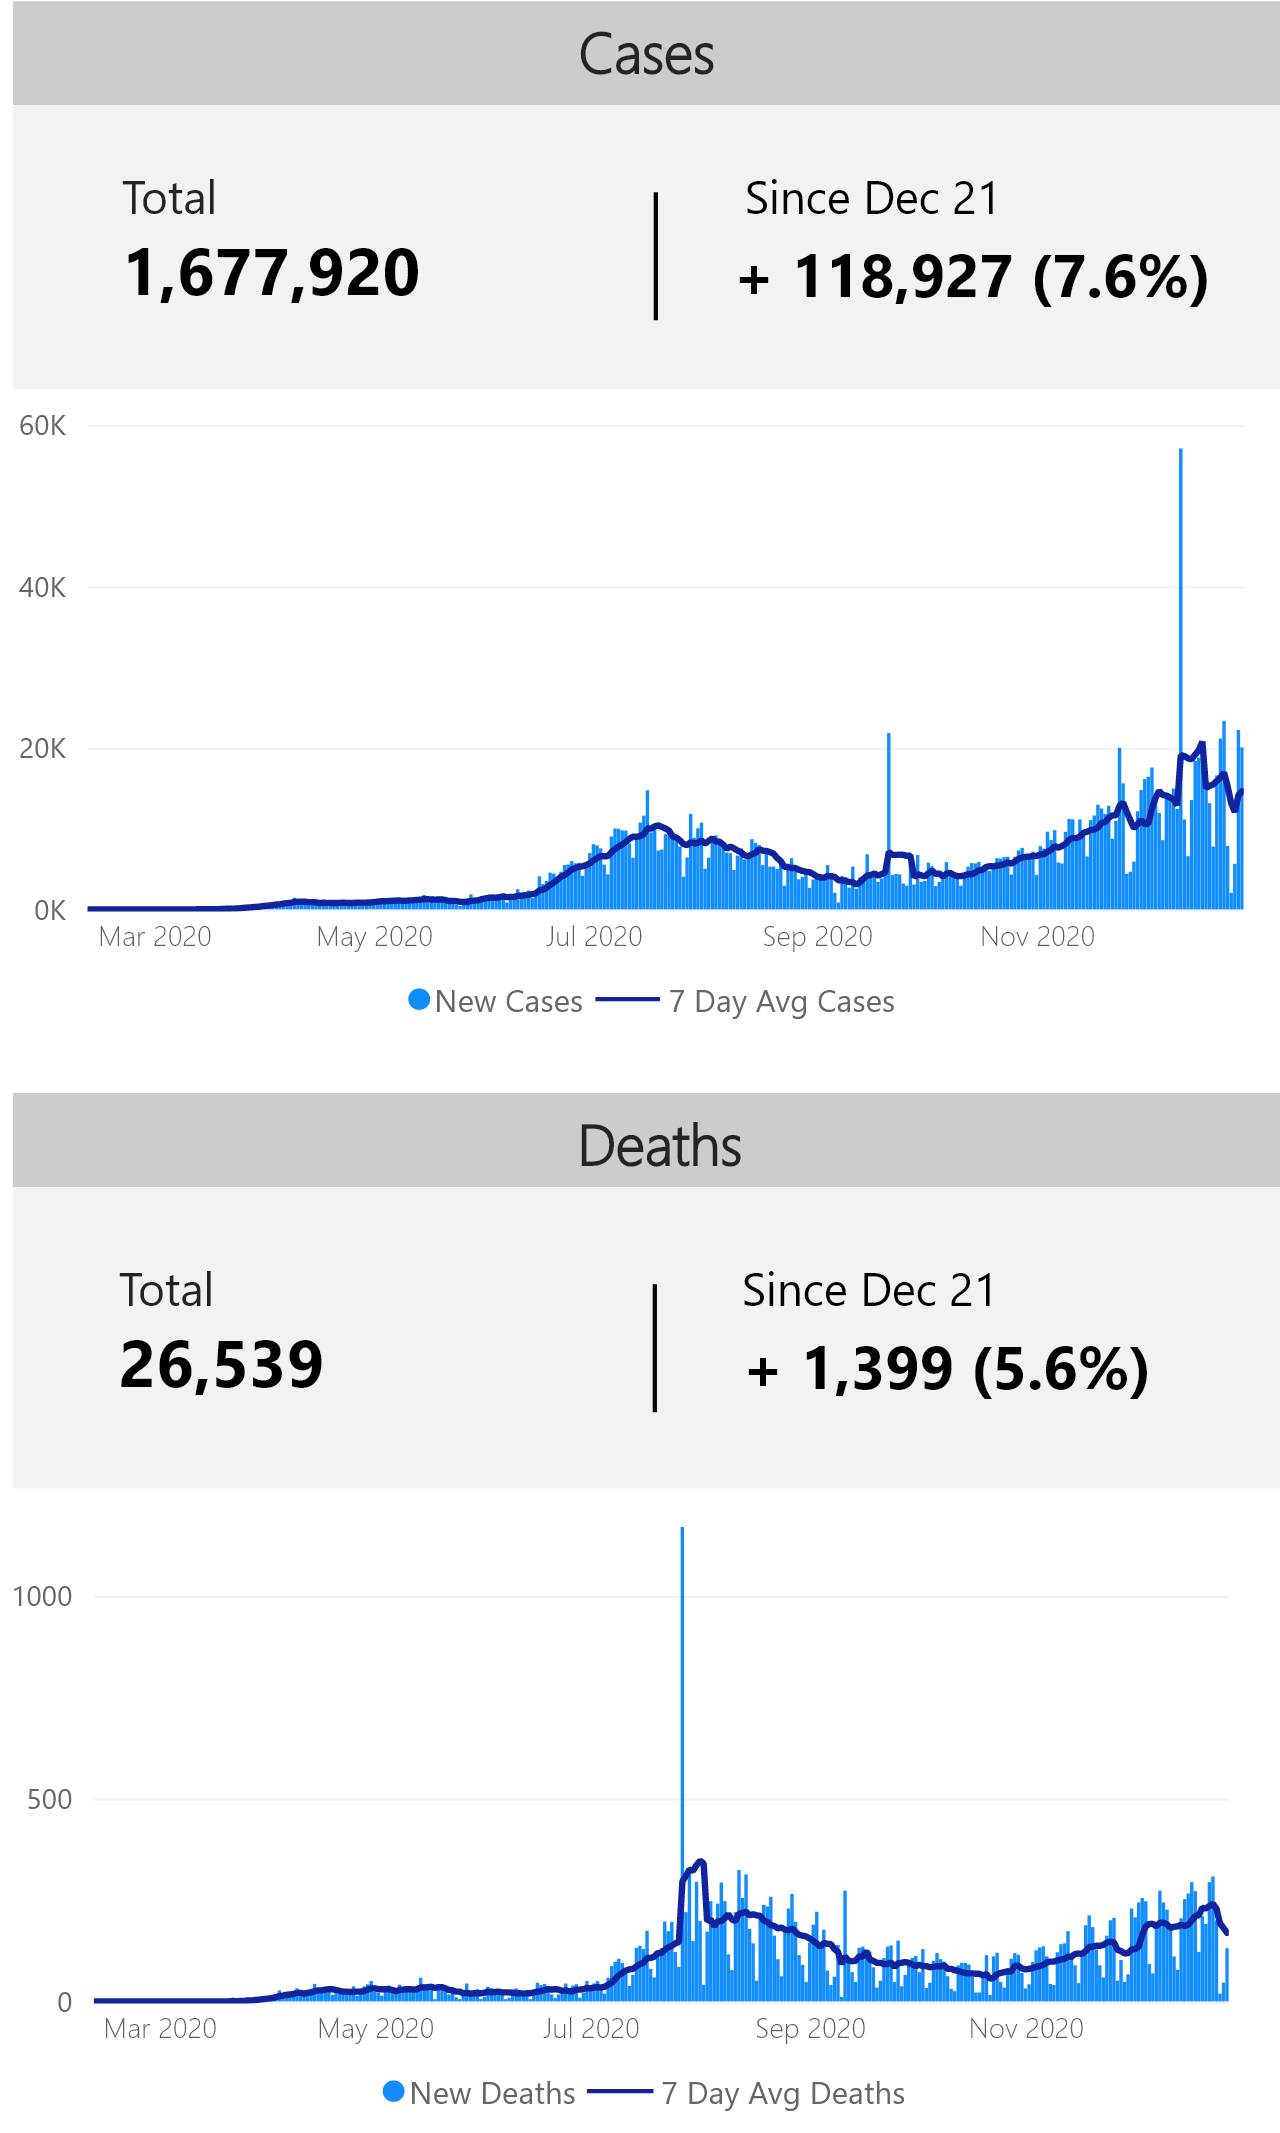 Cases
Total
Since Dec 21
1,677,920
+ 118,927 (7.6%)
60K
40K
20K
0K
Mar 2020 May 2020 Jul 2020 Sep 2020 Nov 2020
New Cases 7 Day Avg Cases
Deaths
Total
Since Dec 21
26,539
+ 1,399 (5.6%)
1000
500
0
Mar 2020 May 2020 Jul 2020 Sep 2020 Nov 2020
New Deaths 7 Day Avg Deaths